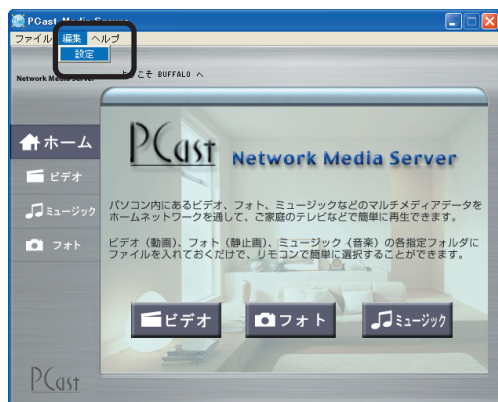 PCast Media Server
ファイル 編集 ヘルプ
設定
Network Media Server
ようこそ BUFFALO へ
ホーム
ビデオ
ミュージック
フォト
PCast Network Media Server
パソコン内にあるビデオ、フォト、ミュージックなどのマルチメディアデータを
ホームネットワークを通して、ご家庭のテレビなどで簡単に再生できます。
ビデオ（動画）、フォト（静止画）、ミュージック（音楽）の各指定フォルダに
ファイルを入れておくだけで、リモコンで簡単に選択することができます。
ビデオ フォト ミュージック
PCast